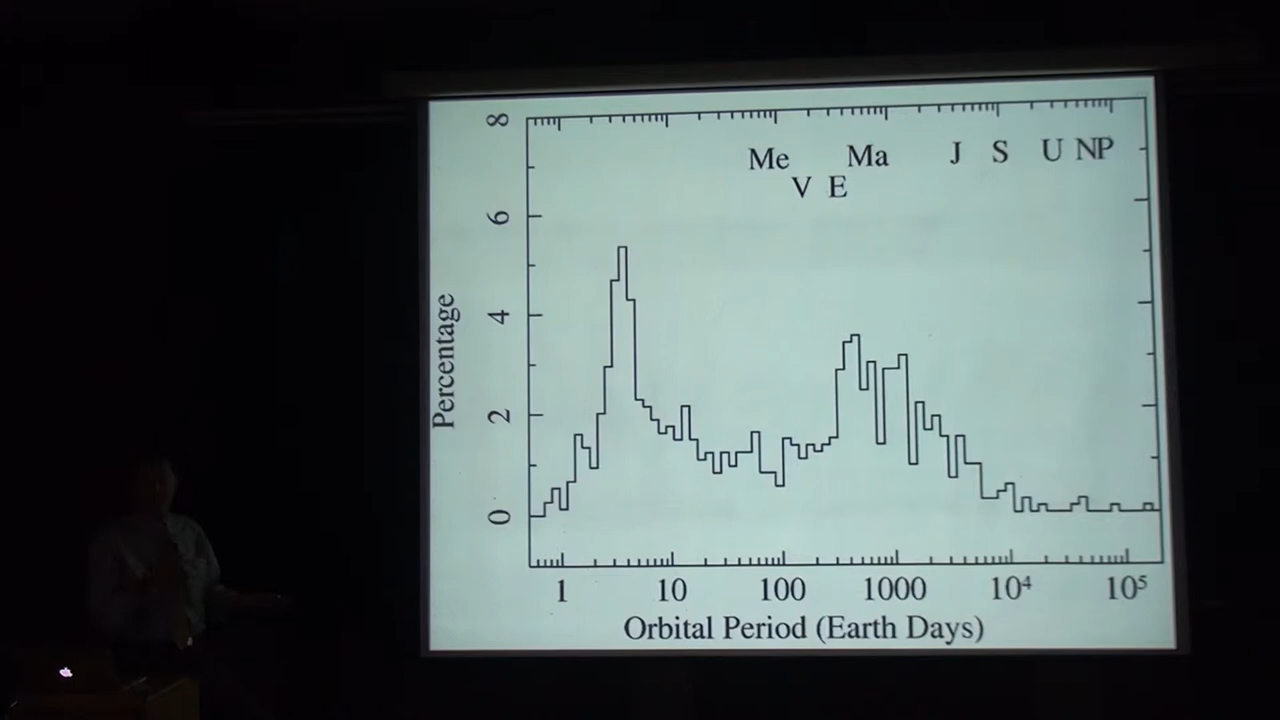 8
Me Ma J S U NP
V E
6
4
2
0
Percentage
1 10 100 1000 10⁴ 10⁵
Orbital Period (Earth Days)